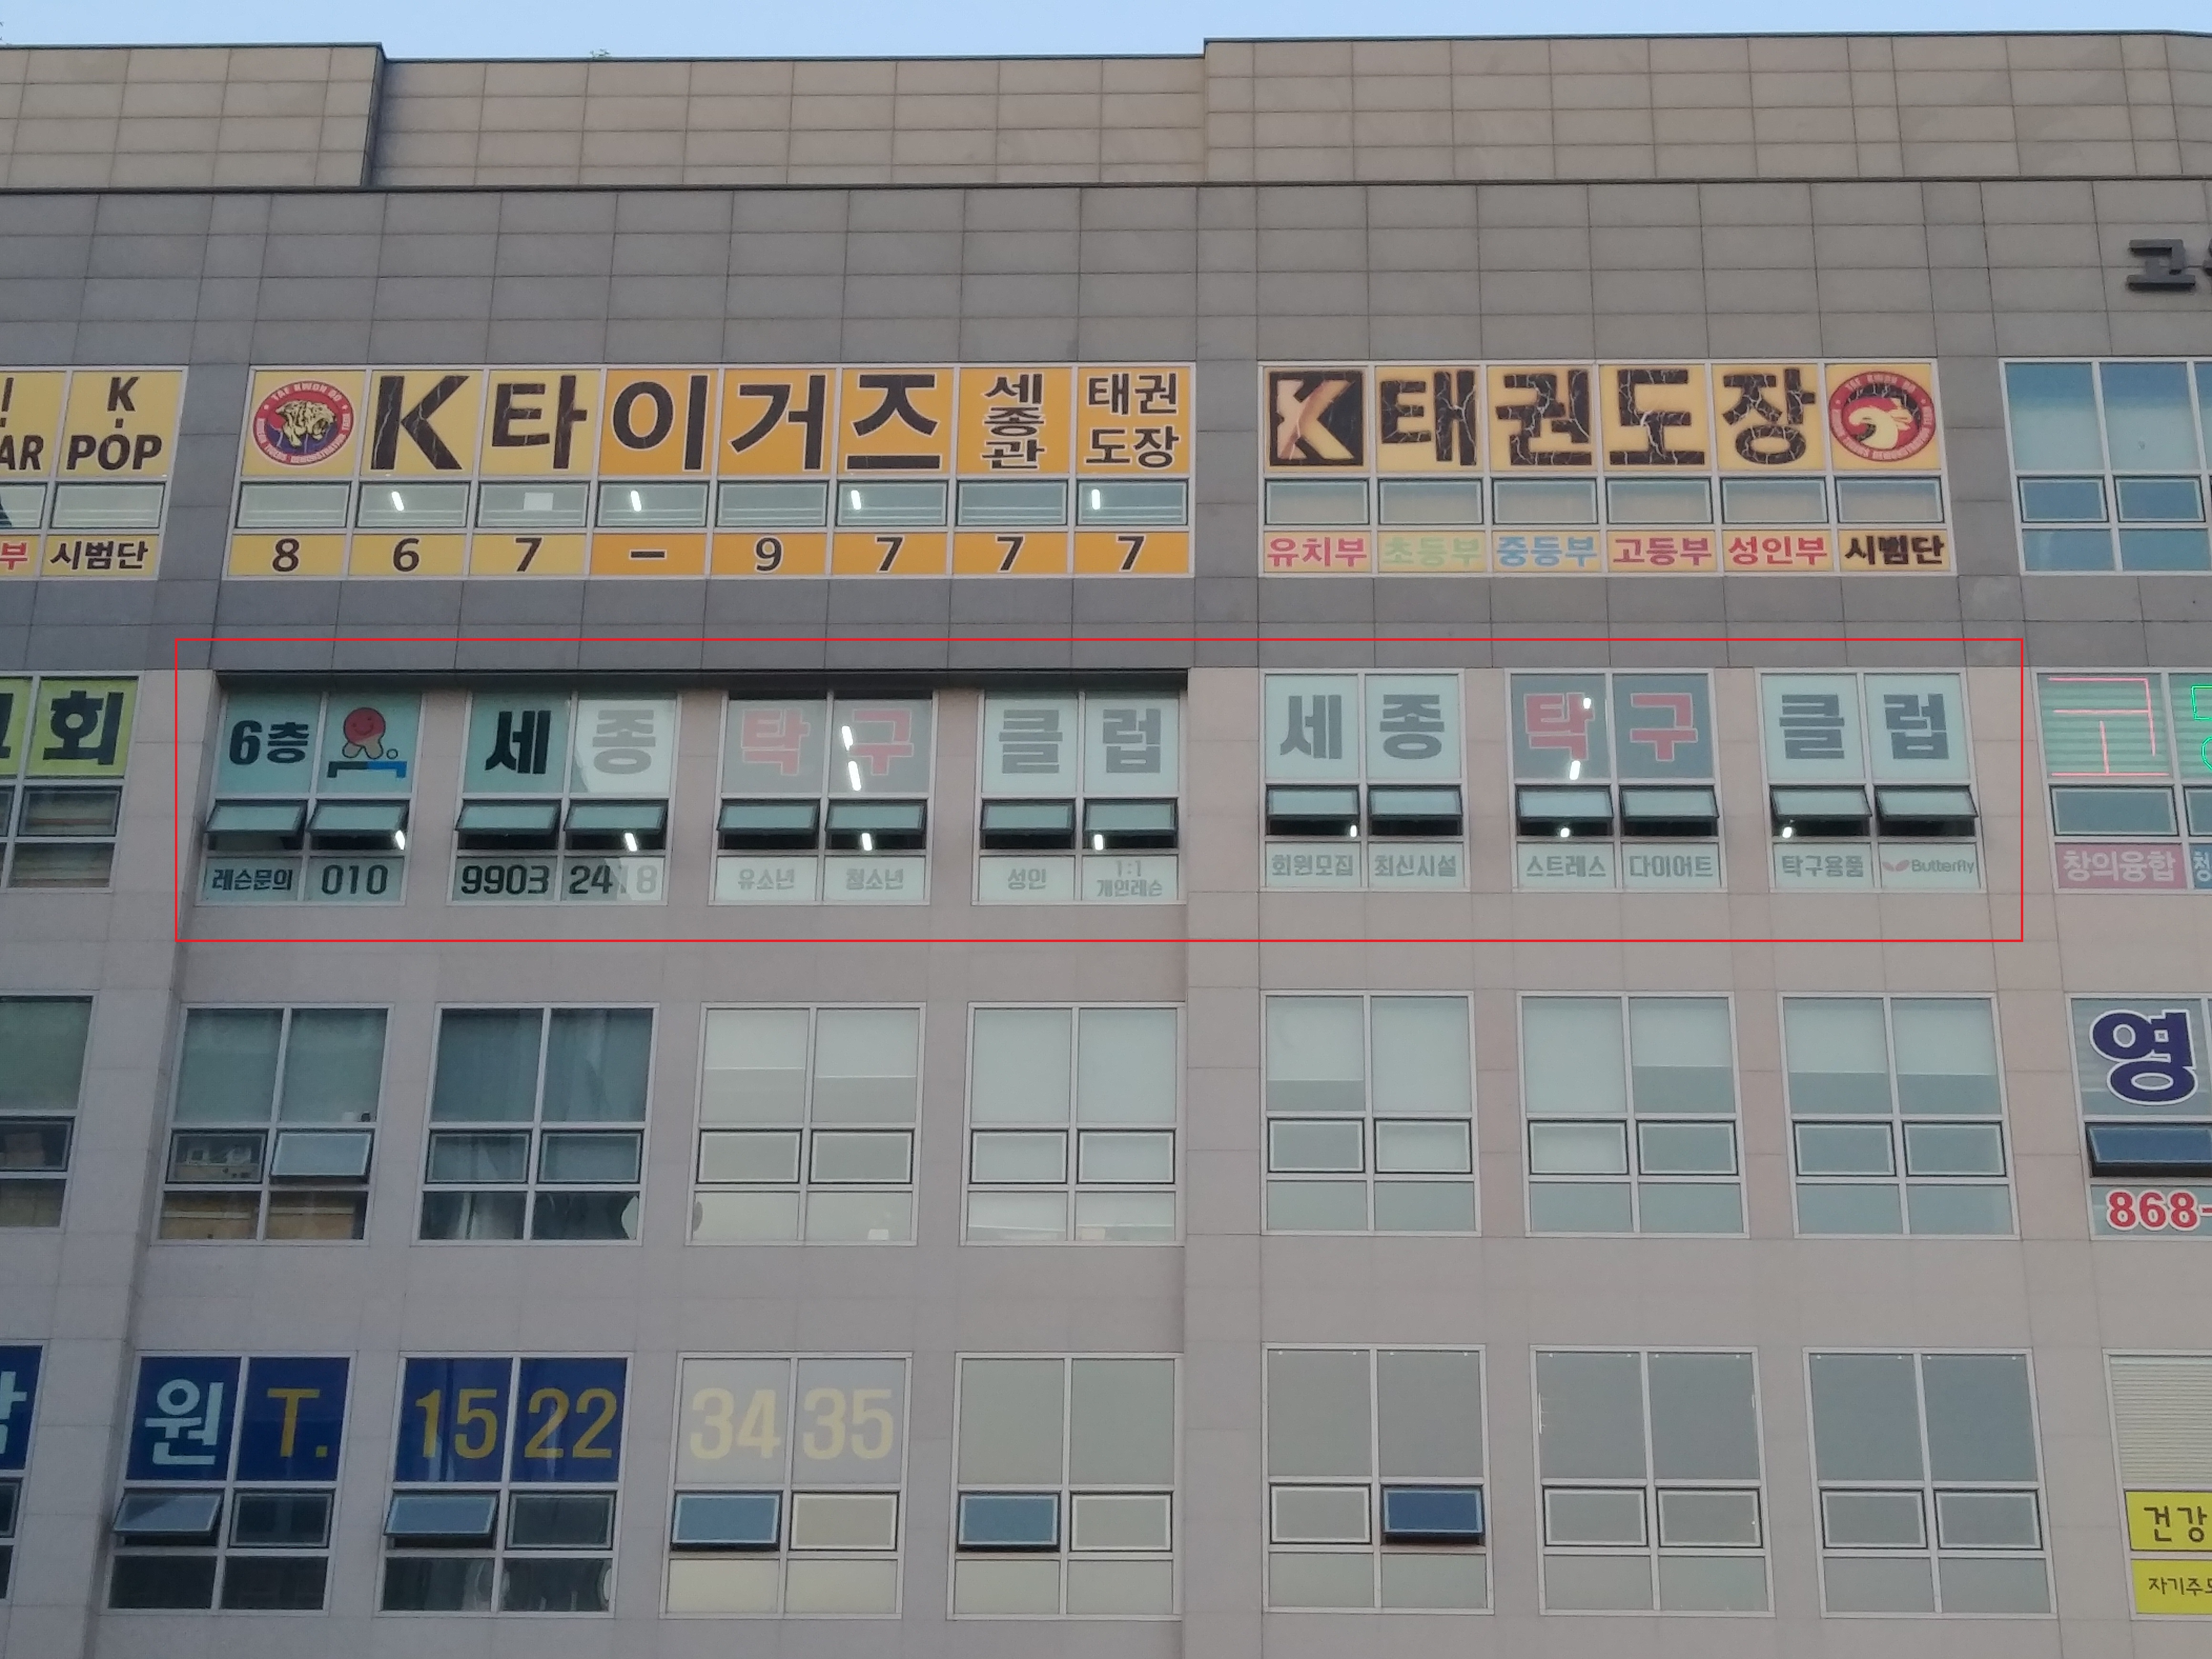 K
POP
K타이거즈 세종관 태권도장
K태권도장
시범단
867-9777
유치부 초등부 중등부 고등부 성인부 시범단
회
6층 세종탁구클럽
세종탁구클럽
레슨문의 010 9903 2418 유소년 청소년 성인 1:1 개인레슨
회원모집 최신시설 스트레스 다이어트 탁구용품 Butterfly
창의융합
영
868-
원 T. 1522 3435
건강
자기주도